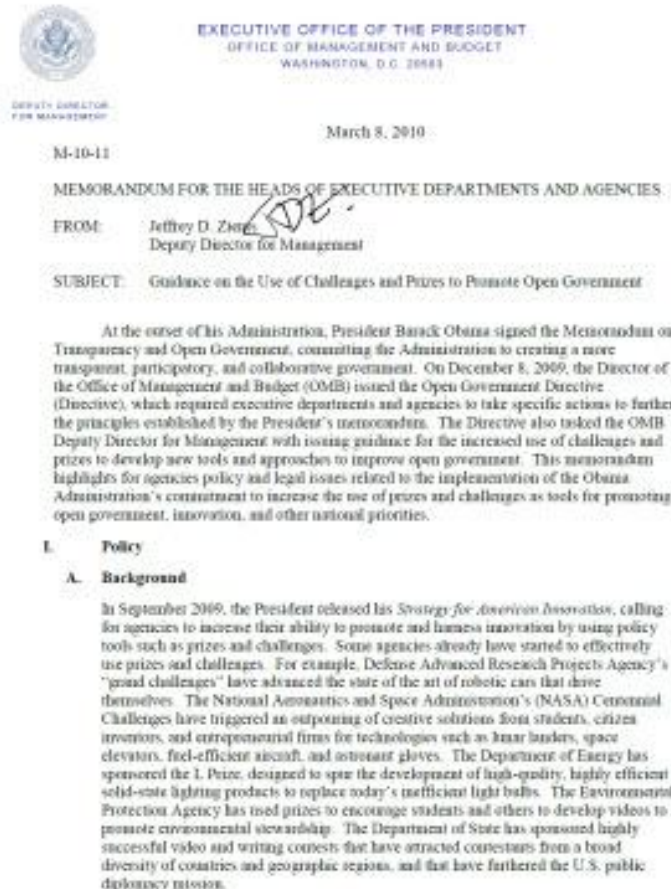 EXECUTIVE OFFICE OF THE PRESIDENT
OFFICE OF MANAGEMENT AND BUDGET
WASHINGTON, D.C. 20503
DEPUTY DIRECTOR
FOR MANAGEMENT
March 8, 2010
M-10-11
MEMORANDUM FOR THE HEADS OF EXECUTIVE DEPARTMENTS AND AGENCIES
FROM: Jeffrey D. Zients
Deputy Director for Management
SUBJECT: Guidance on the Use of Challenges and Prizes to Promote Open Government
At the outset of his Administration, President Barack Obama signed the Memorandum on
Transparency and Open Government, committing the Administration to creating a more
transparent, participatory, and collaborative government. On December 8, 2009, the Director of
the Office of Management and Budget (OMB) issued the Open Government Directive
(Directive), which required executive departments and agencies to take specific actions to further
the principles established by the President's memorandum. The Directive also tasked the OMB
Deputy Director for Management with issuing guidance for the increased use of challenges and
prizes to develop new tools and approaches to improve open government. This memorandum
highlights for agencies policy and legal issues related to the implementation of the Obama
Administration's commitment to increase the use of prizes and challenges as tools for promoting
open government, innovation, and other national priorities.
I. Policy
A. Background
In September 2009, the President released his Strategy for American Innovation, calling
for agencies to increase their ability to promote and harness innovation by using policy
tools such as prizes and challenges. Some agencies already have started to effectively
use prizes and challenges. For example, Defense Advanced Research Projects Agency's
"grand challenges" have advanced the state of the art of robotic cars that drive
themselves. The National Aeronautics and Space Administration's (NASA) Centennial
Challenges have triggered an outpouring of creative solutions from students, citizen
inventors, and entrepreneurial firms for technologies such as lunar landers, space
elevators, fuel-efficient aircraft, and astronaut gloves. The Department of Energy has
sponsored the L Prize, designed to spur the development of high-quality, highly efficient
solid-state lighting products to replace today's inefficient light bulbs. The Environmental
Protection Agency has used prizes to encourage students and others to develop videos to
promote environmental stewardship. The Department of State has sponsored highly
successful video and writing contests that have attracted contestants from a broad
diversity of countries and geographic regions, and that have furthered the U.S. public
diplomacy mission.